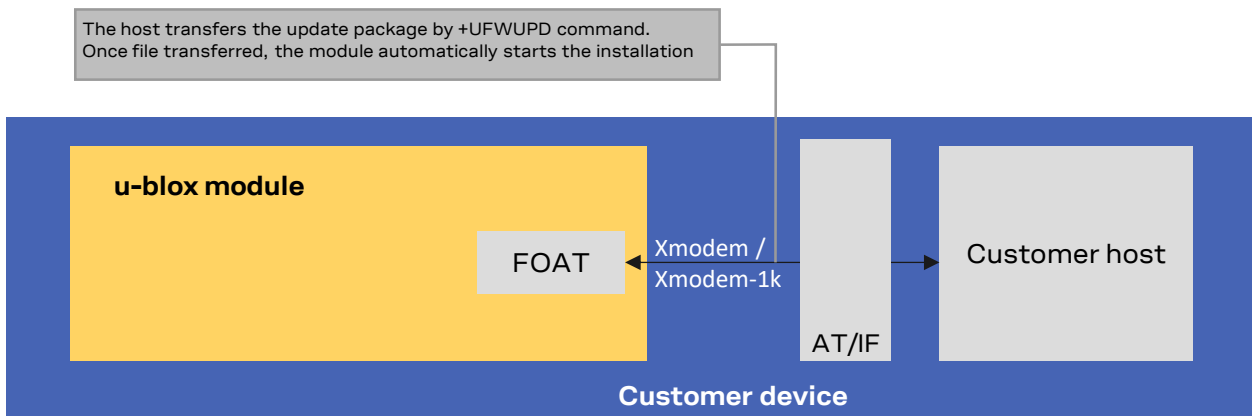 The host transfers the update package by +UFWUPD command.
Once file transferred, the module automatically starts the installation
u-blox module
FOAT
Xmodem /
Xmodem-1k
AT/IF
Customer host
Customer device